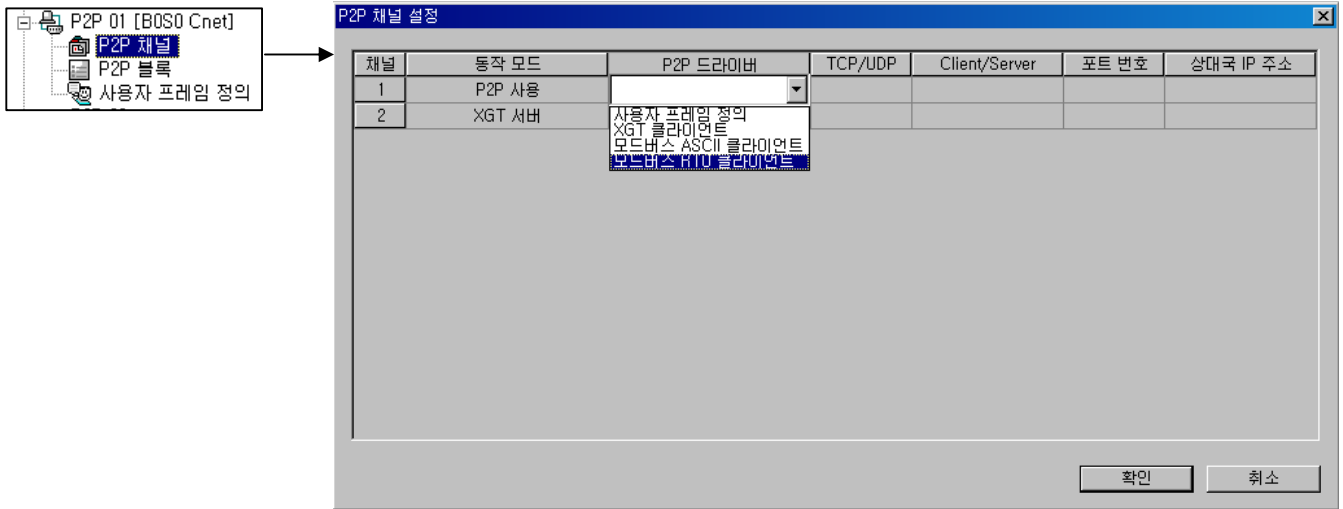 P2P 01 [B0S0 Cnet]
P2P 채널
P2P 블록
사용자 프레임 정의
P2P 채널 설정
채널 동작 모드 P2P 드라이버 TCP/UDP Client/Server 포트 번호 상대국 IP 주소
1 P2P 사용
2 XGT 서버
사용자 프레임 정의
XGT 클라이언트
모드버스 ASCII 클라이언트
모드버스 RTU 클라이언트
확인 취소